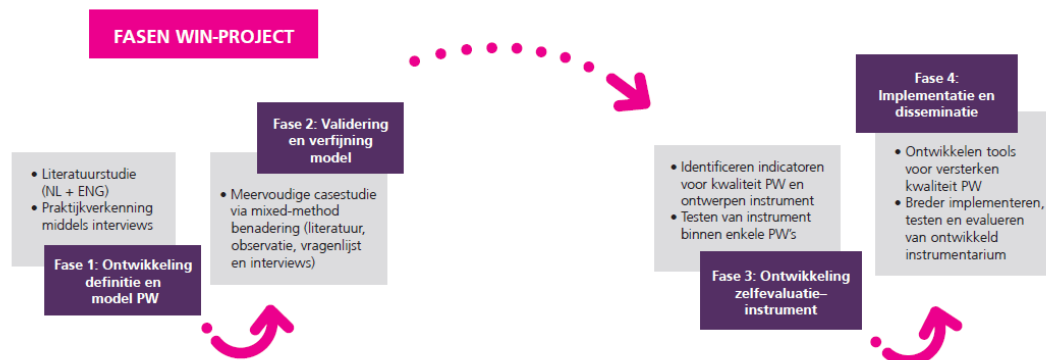 FASEN WIN-PROJECT
• Literatuurstudie
(NL + ENG)
• Praktijkverkenning
middels interviews
Fase 1: Ontwikkeling
definitie en
model PW
Fase 2: Validering
en verfijning
model
• Meervoudige casestudie
via mixed-method
benadering (literatuur,
observatie, vragenlijst
en interviews)
• Identificeren indicatoren
voor kwaliteit PW en
ontwerpen instrument
• Testen van instrument
binnen enkele PW's
Fase 3: Ontwikkeling
zelfevaluatie–
instrument
Fase 4:
Implementatie en
disseminatie
• Ontwikkelen tools
voor versterken
kwaliteit PW
• Breder implementeren,
testen en evalueren
van ontwikkeld
instrumentarium